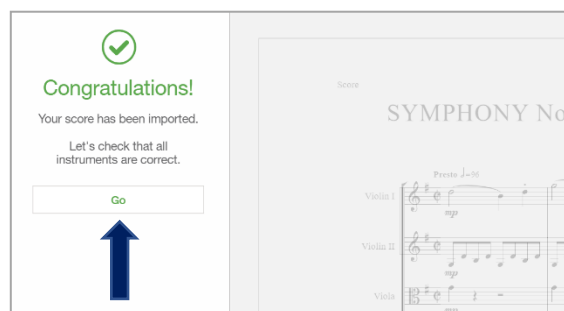 Congratulations!
Your score has been imported.
Let's check that all
instruments are correct.
Go
Score
SYMPHONY No
Presto ♩=96
Violin I
mp
Violin II
mp
Viola
mp